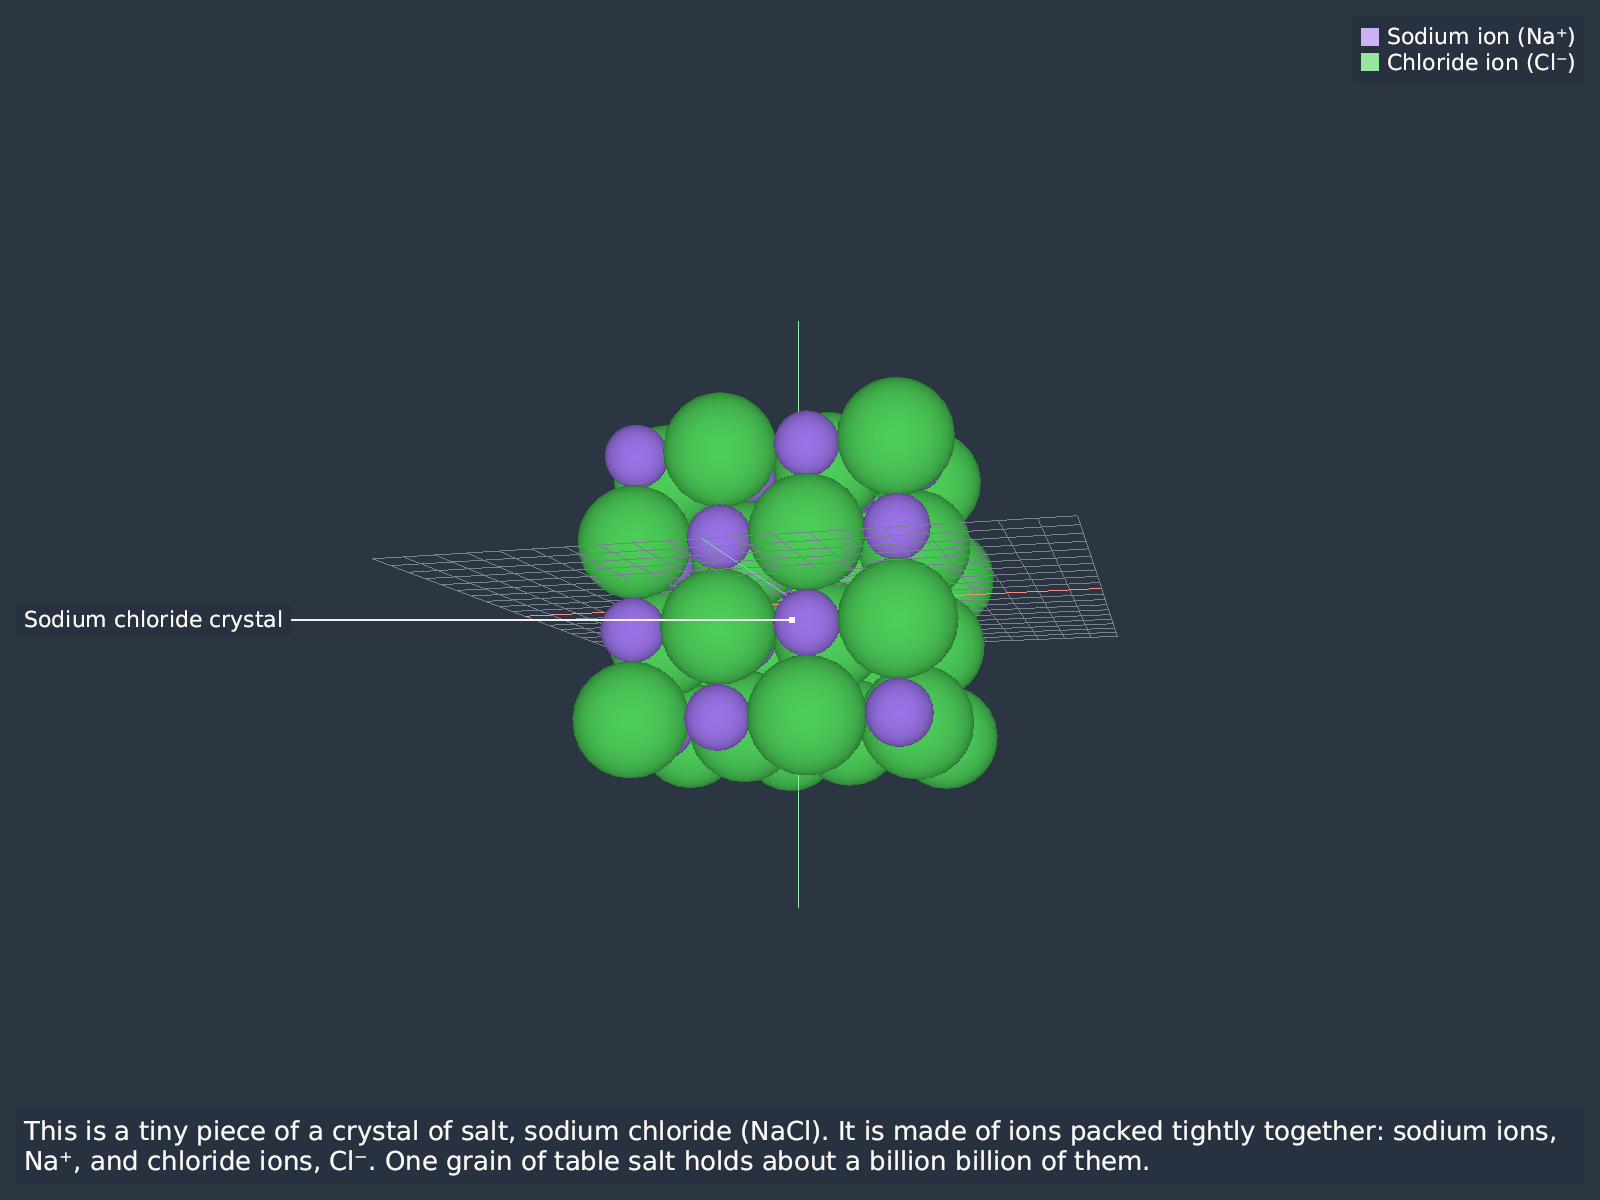 Sodium ion (Na⁺)
Chloride ion (Cl⁻)
Sodium chloride crystal
This is a tiny piece of a crystal of salt, sodium chloride (NaCl). It is made of ions packed tightly together: sodium ions,
Na⁺, and chloride ions, Cl⁻. One grain of table salt holds about a billion billion of them.